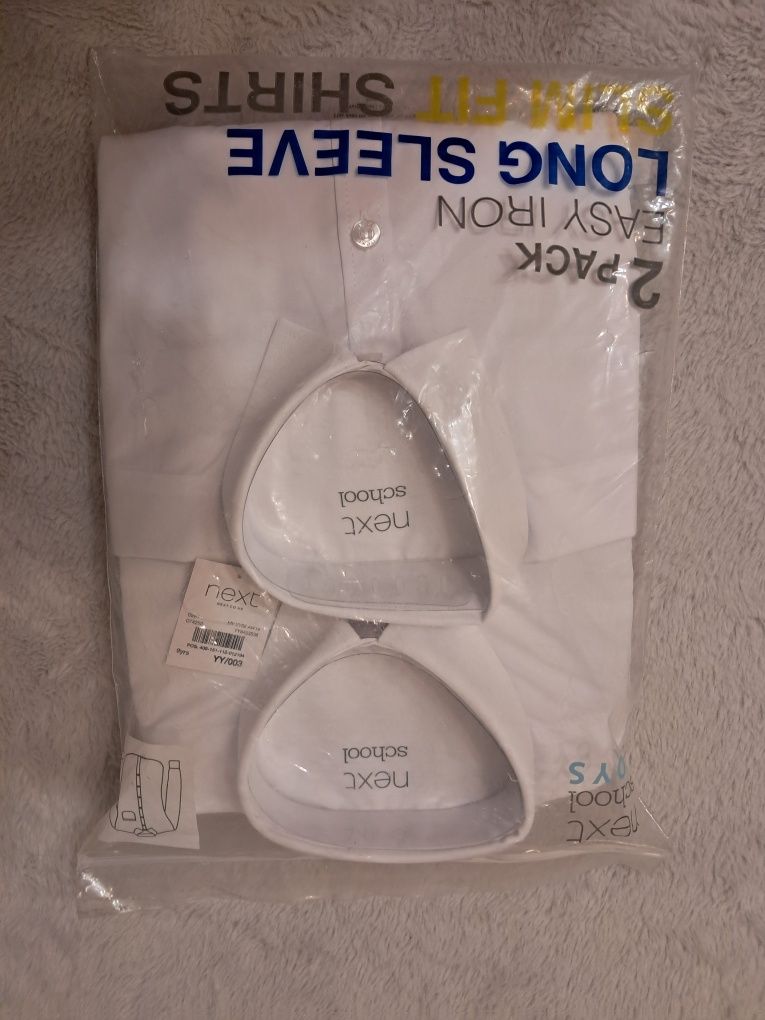 next
school
BOYS
2 PACK
EASY IRON
LONG SLEEVE
SLIM FIT SHIRTS
next
school
next
school
next
9yrs
YY/003